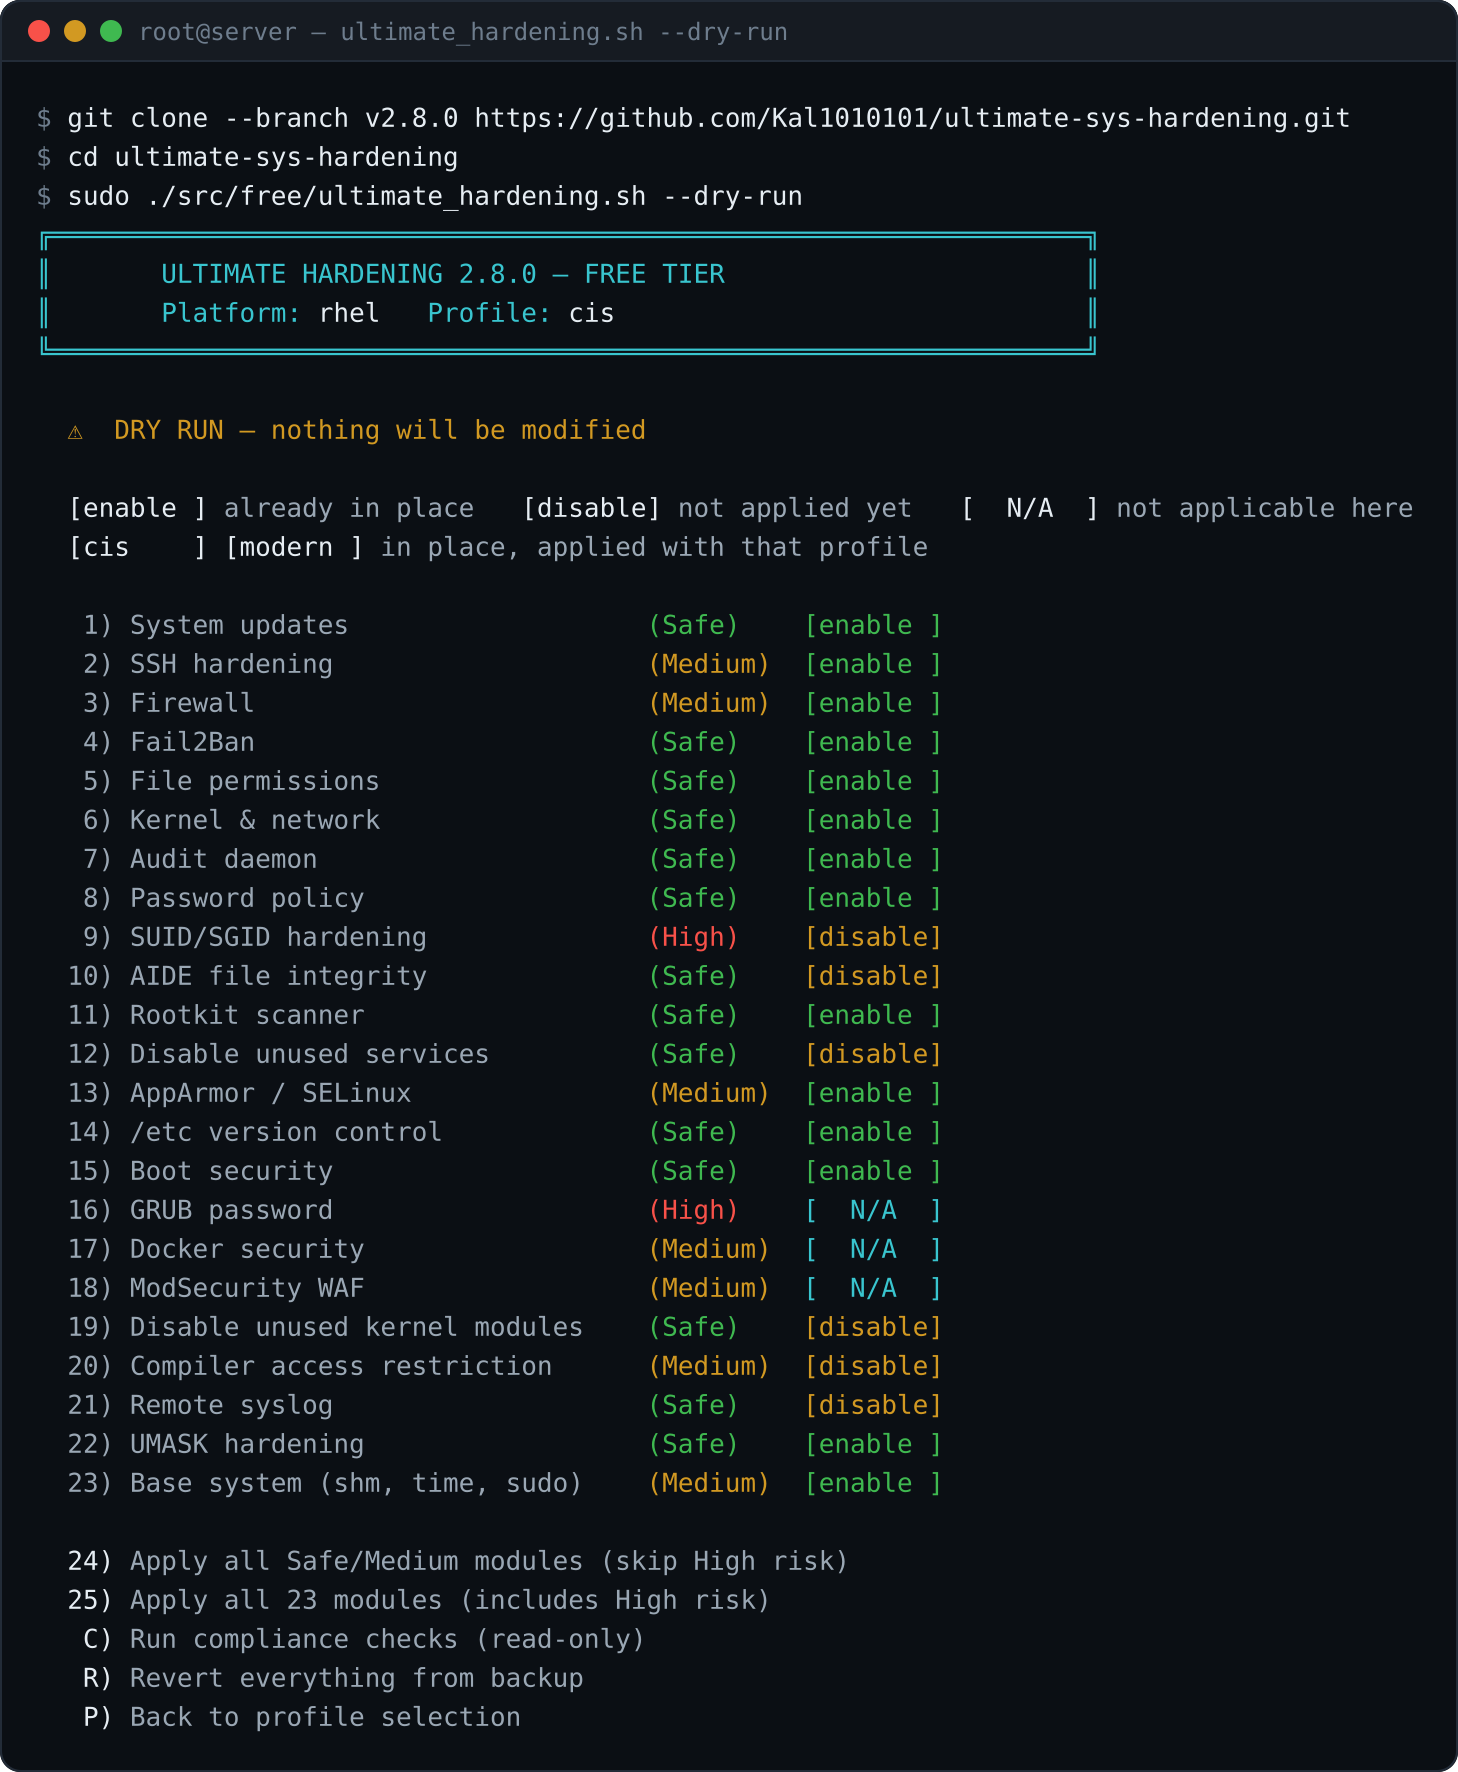 root@server — ultimate_hardening.sh --dry-run
$ git clone --branch v2.8.0 https://github.com/Kal1010101/ultimate-sys-hardening.git
$ cd ultimate-sys-hardening
$ sudo ./src/free/ultimate_hardening.sh --dry-run
ULTIMATE HARDENING 2.8.0 — FREE TIER
Platform: rhel   Profile: cis
⚠  DRY RUN — nothing will be modified
[enable ] already in place   [disable] not applied yet   [  N/A  ] not applicable here
[cis    ] [modern ] in place, applied with that profile
1) System updates (Safe) [enable ]
2) SSH hardening (Medium) [enable ]
3) Firewall (Medium) [enable ]
4) Fail2Ban (Safe) [enable ]
5) File permissions (Safe) [enable ]
6) Kernel & network (Safe) [enable ]
7) Audit daemon (Safe) [enable ]
8) Password policy (Safe) [enable ]
9) SUID/SGID hardening (High) [disable]
10) AIDE file integrity (Safe) [disable]
11) Rootkit scanner (Safe) [enable ]
12) Disable unused services (Safe) [disable]
13) AppArmor / SELinux (Medium) [enable ]
14) /etc version control (Safe) [enable ]
15) Boot security (Safe) [enable ]
16) GRUB password (High) [  N/A  ]
17) Docker security (Medium) [  N/A  ]
18) ModSecurity WAF (Medium) [  N/A  ]
19) Disable unused kernel modules (Safe) [disable]
20) Compiler access restriction (Medium) [disable]
21) Remote syslog (Safe) [disable]
22) UMASK hardening (Safe) [enable ]
23) Base system (shm, time, sudo) (Medium) [enable ]
24) Apply all Safe/Medium modules (skip High risk)
25) Apply all 23 modules (includes High risk)
C) Run compliance checks (read-only)
R) Revert everything from backup
P) Back to profile selection